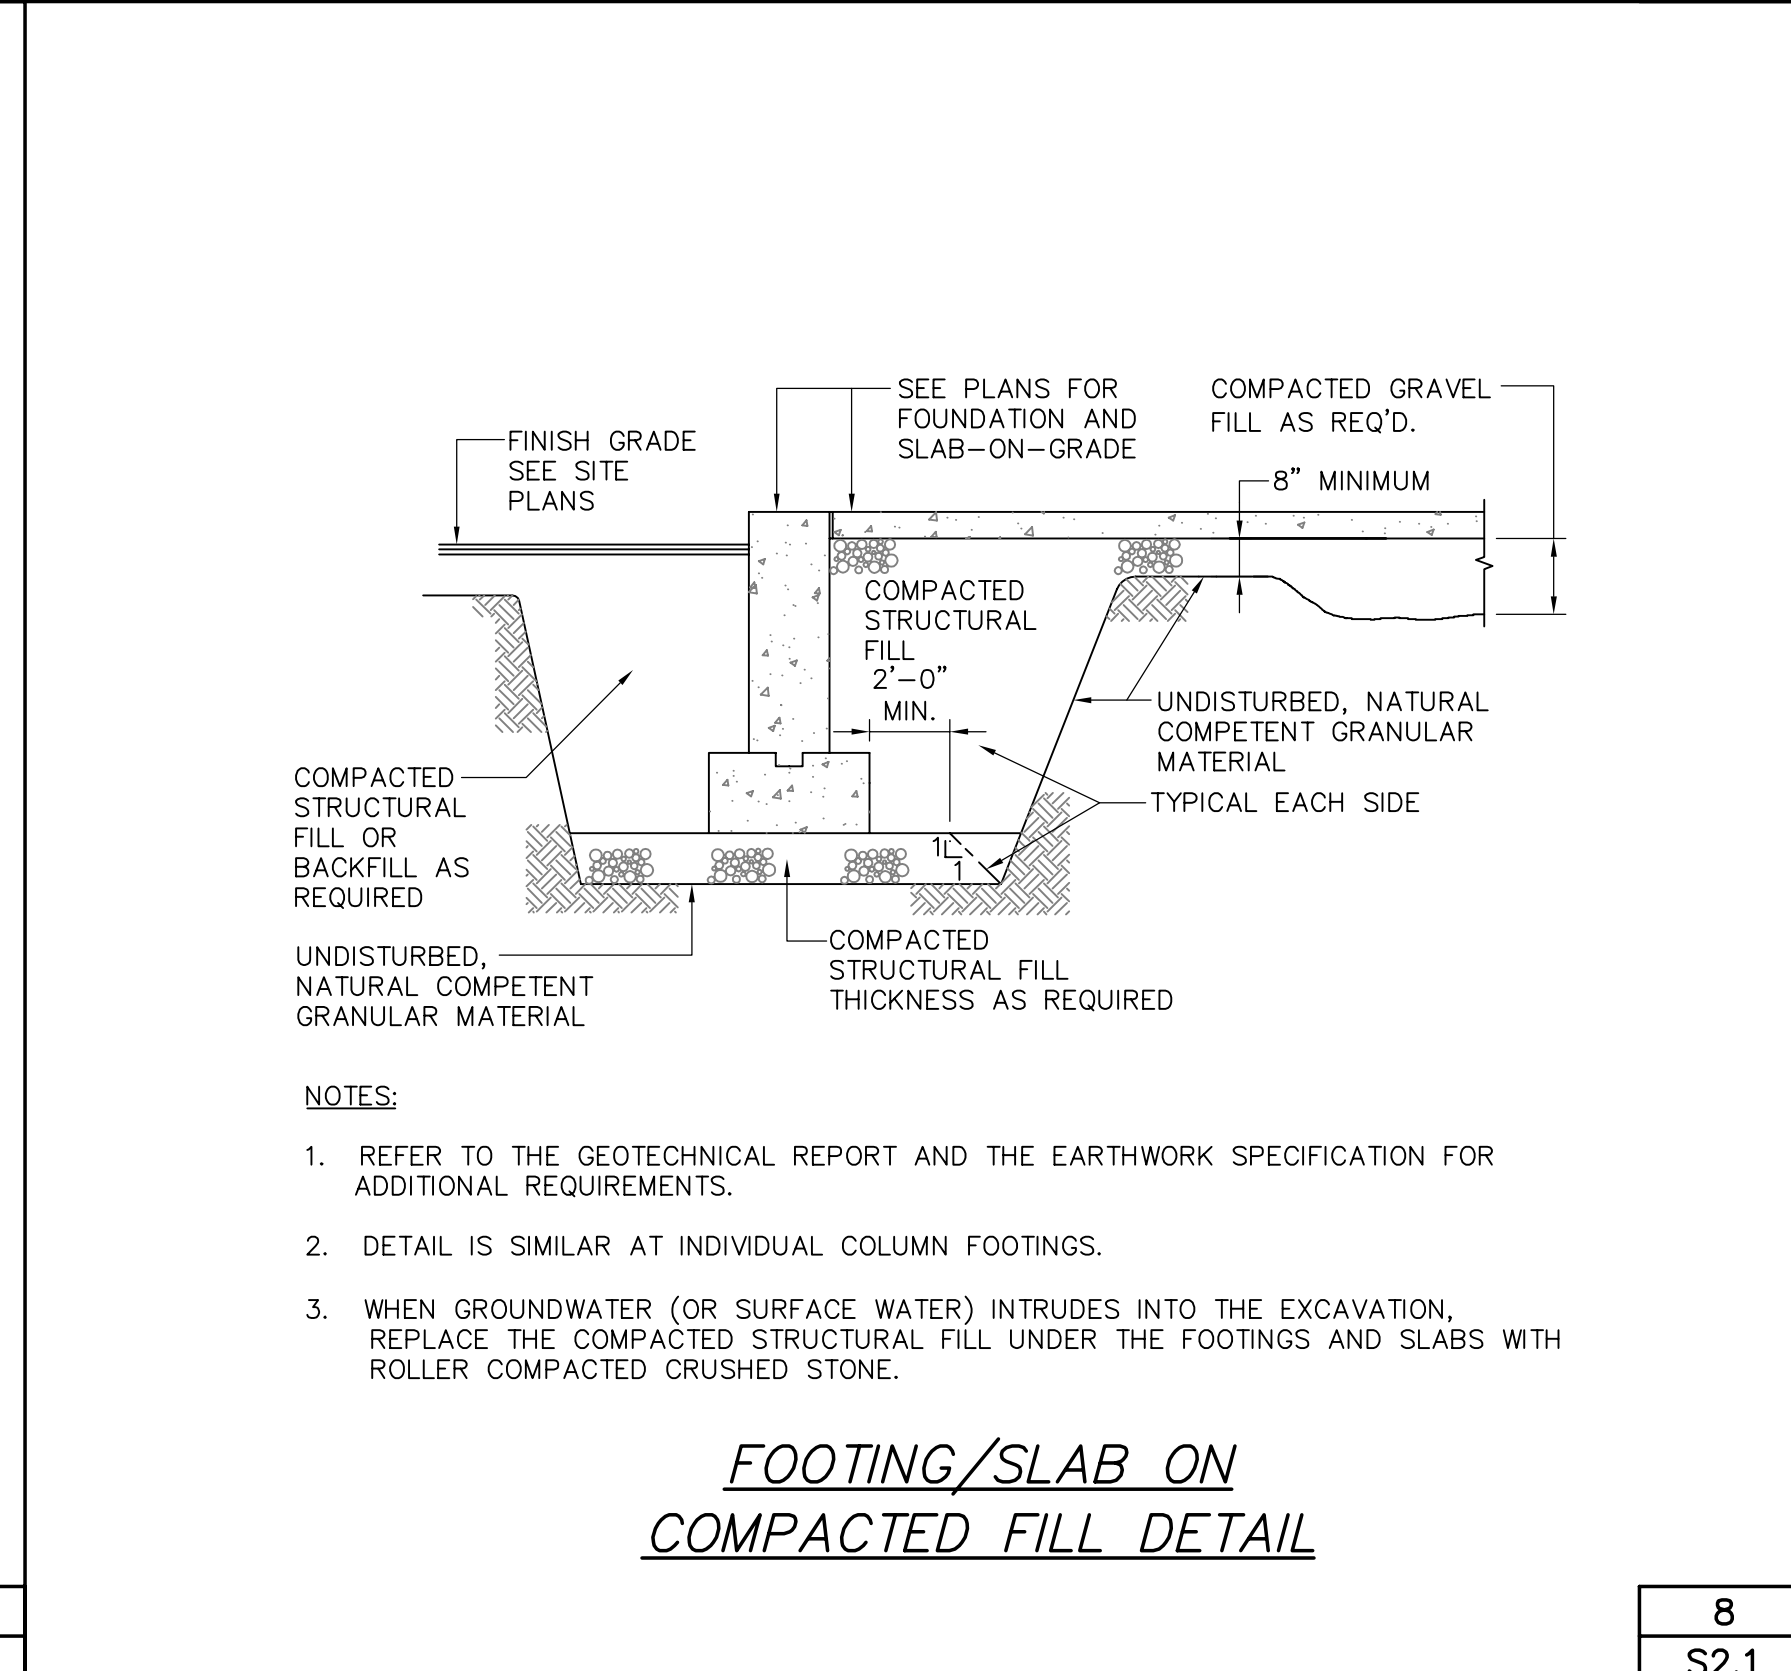 SEE PLANS FOR
FOUNDATION AND
SLAB-ON-GRADE
COMPACTED GRAVEL
FILL AS REQ'D.
FINISH GRADE
SEE SITE
PLANS
8" MINIMUM
COMPACTED
STRUCTURAL
FILL
2'-0"
MIN.
UNDISTURBED, NATURAL
COMPETENT GRANULAR
MATERIAL
TYPICAL EACH SIDE
COMPACTED
STRUCTURAL
FILL OR
BACKFILL AS
REQUIRED
1
1
UNDISTURBED,
NATURAL COMPETENT
GRANULAR MATERIAL
COMPACTED
STRUCTURAL FILL
THICKNESS AS REQUIRED
NOTES:
1. REFER TO THE GEOTECHNICAL REPORT AND THE EARTHWORK SPECIFICATION FOR
ADDITIONAL REQUIREMENTS.
2. DETAIL IS SIMILAR AT INDIVIDUAL COLUMN FOOTINGS.
3. WHEN GROUNDWATER (OR SURFACE WATER) INTRUDES INTO THE EXCAVATION,
REPLACE THE COMPACTED STRUCTURAL FILL UNDER THE FOOTINGS AND SLABS WITH
ROLLER COMPACTED CRUSHED STONE.
FOOTING/SLAB ON
COMPACTED FILL DETAIL
8
S2.1